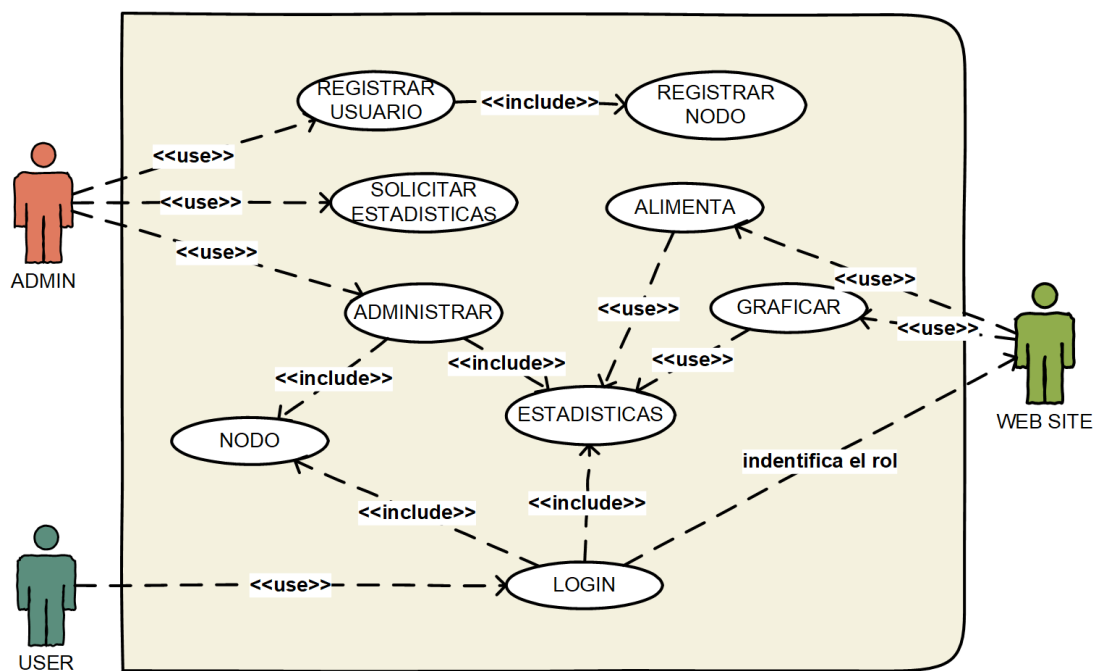 REGISTRAR
USUARIO
<<include>>
REGISTRAR
NODO
<<use>>
SOLICITAR
ESTADISTICAS
<<use>>
ALIMENTA
<<use>>
ADMIN
<<use>>
ADMINISTRAR
<<use>>
GRAFICAR
<<use>>
<<include>>
<<include>>
<<use>>
NODO
ESTADISTICAS
WEB SITE
indentifica el rol
<<include>>
<<include>>
<<use>>
LOGIN
USER